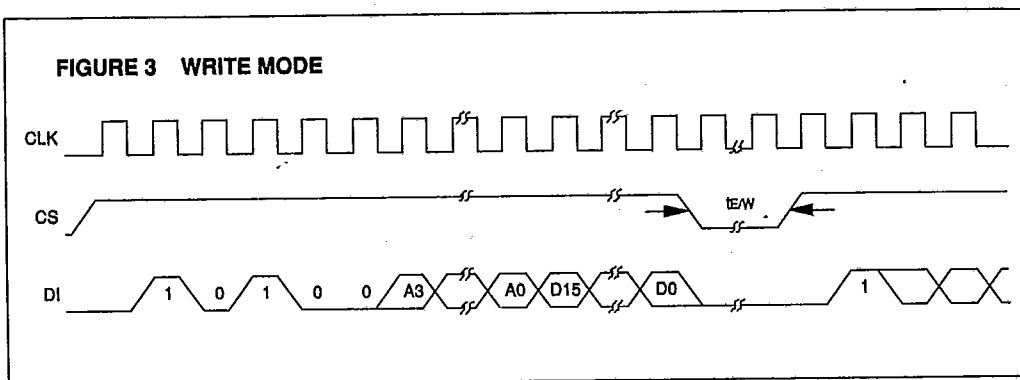 FIGURE 3 WRITE MODE
CLK
CS
tE/W
DI
1 0 1 0 0 A3 A0 D15 D0 1